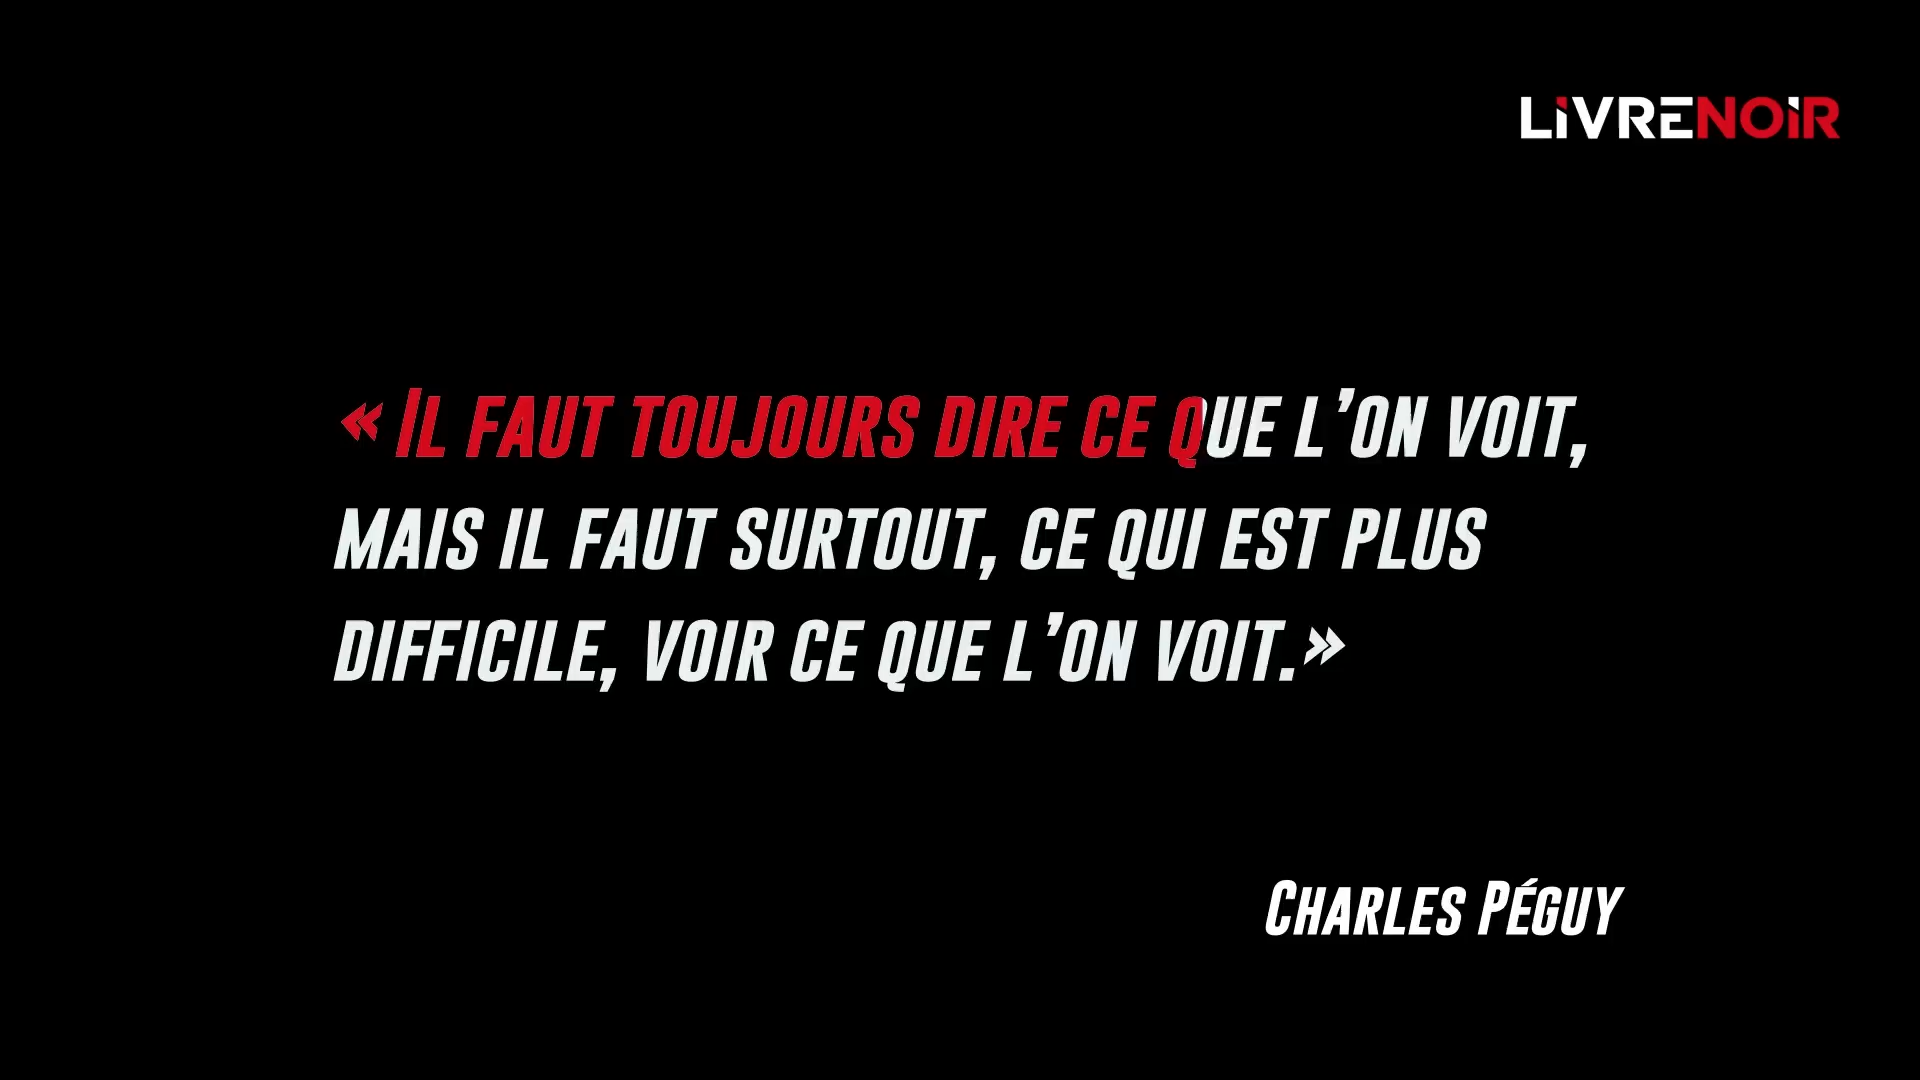 LIVRENOIR
« Il faut toujours dire ce que l’on voit,
mais il faut surtout, ce qui est plus
difficile, voir ce que l’on voit.»
Charles Péguy